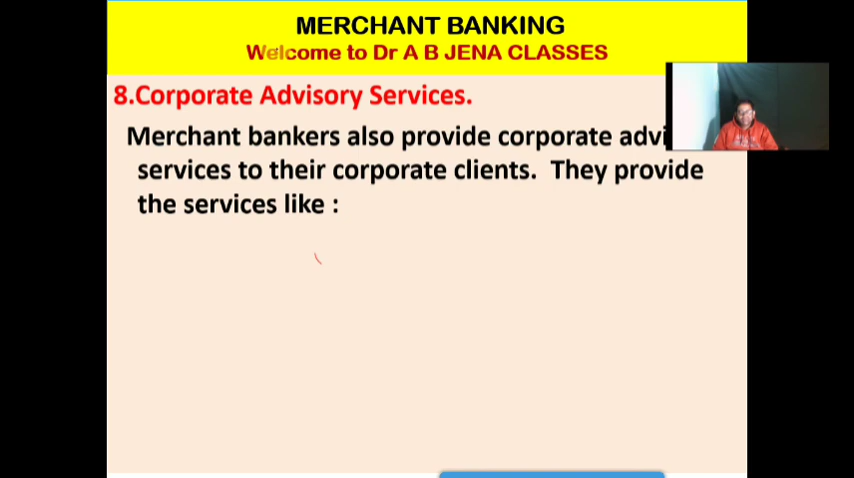 MERCHANT BANKING
Welcome to Dr A B JENA CLASSES
8.Corporate Advisory Services.
Merchant bankers also provide corporate
services to their corporate clients. They provide
the services like :